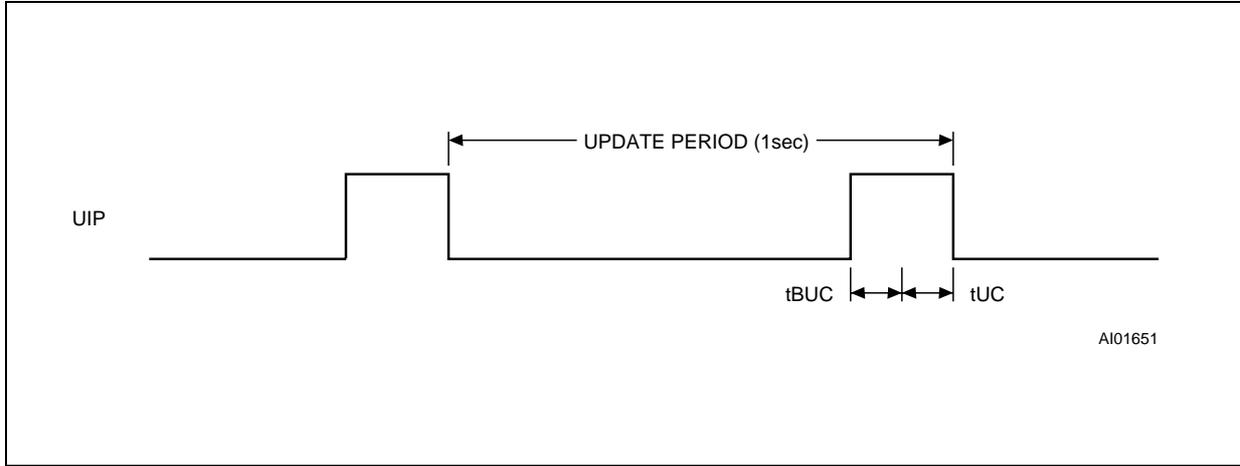 UPDATE PERIOD (1sec)
UIP
tBUC
tUC
AI01651